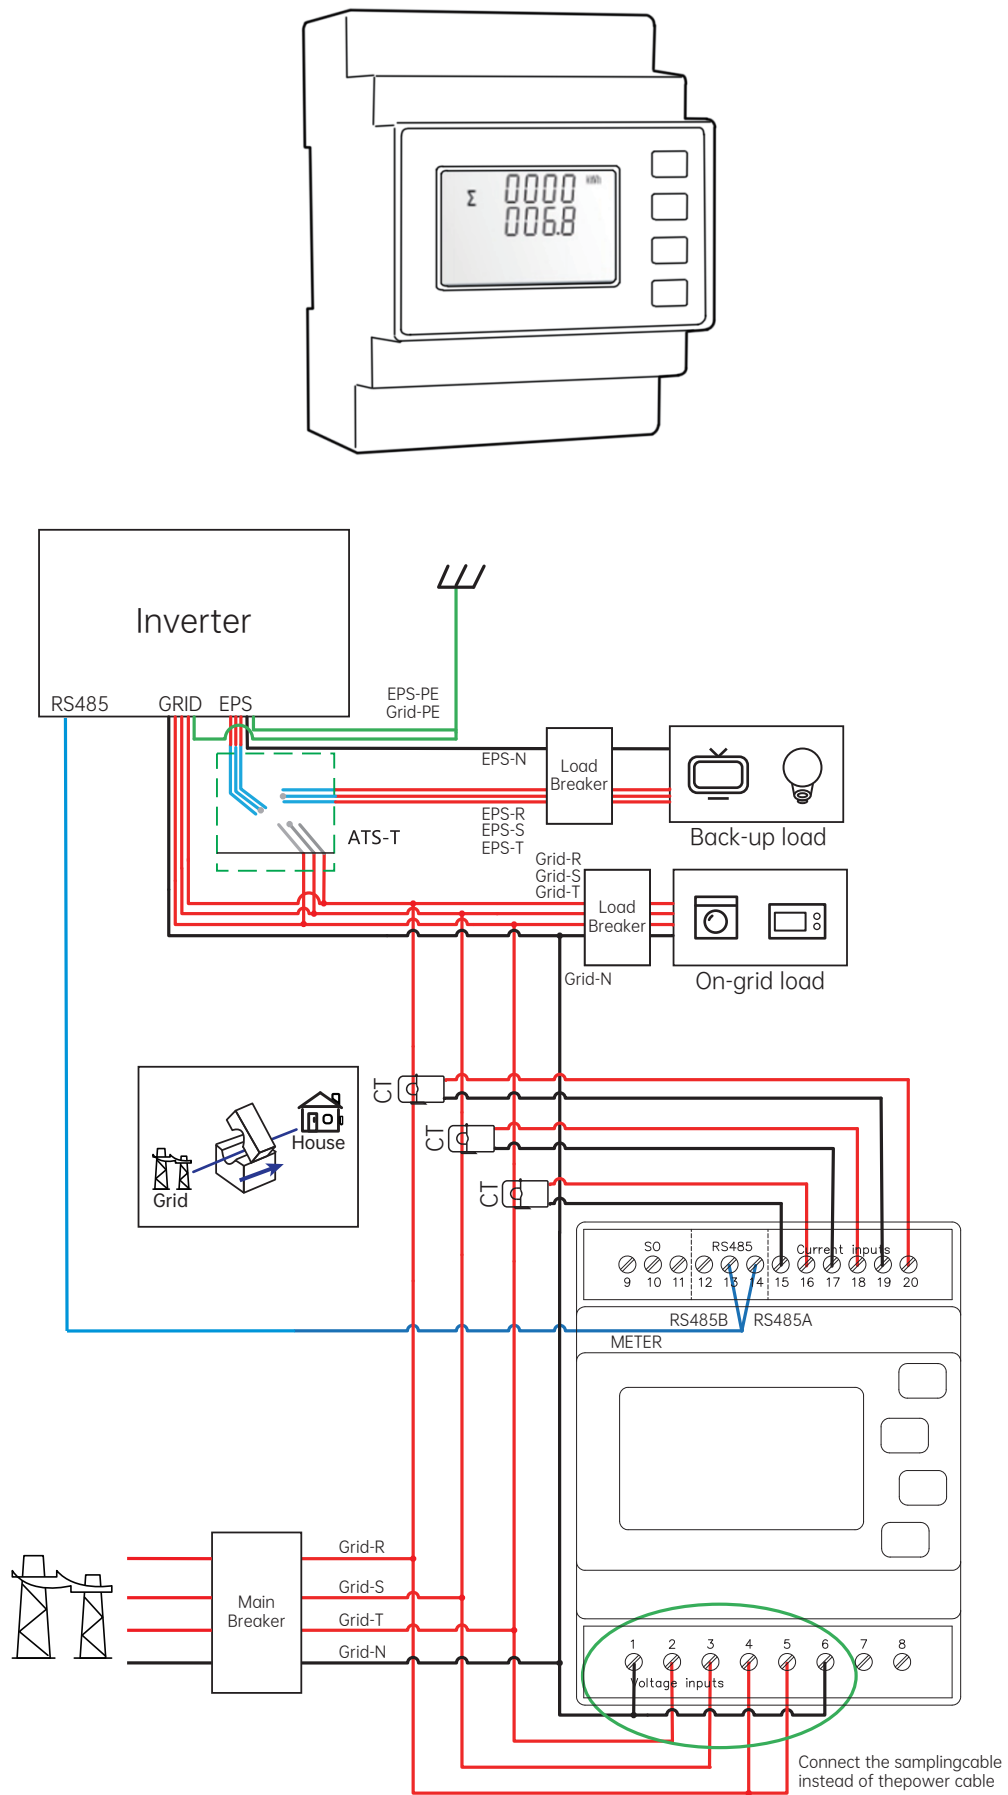 Σ 0000 kWh
006.8
Inverter
RS485 GRID EPS
EPS-PE
Grid-PE
EPS-N
Load
Breaker
EPS-R
EPS-S
EPS-T
Back-up load
ATS-T
Grid-R
Grid-S
Grid-T
Load
Breaker
Grid-N
On-grid load
CT
CT
CT
House
Grid
SO RS485 Current inputs
9 10 11 12 13 14 15 16 17 18 19 20
RS485B RS485A
METER
Main
Breaker
Grid-R
Grid-S
Grid-T
Grid-N
1 2 3 4 5 6 7 8
Voltage inputs
Connect the samplingcable
instead of thepower cable